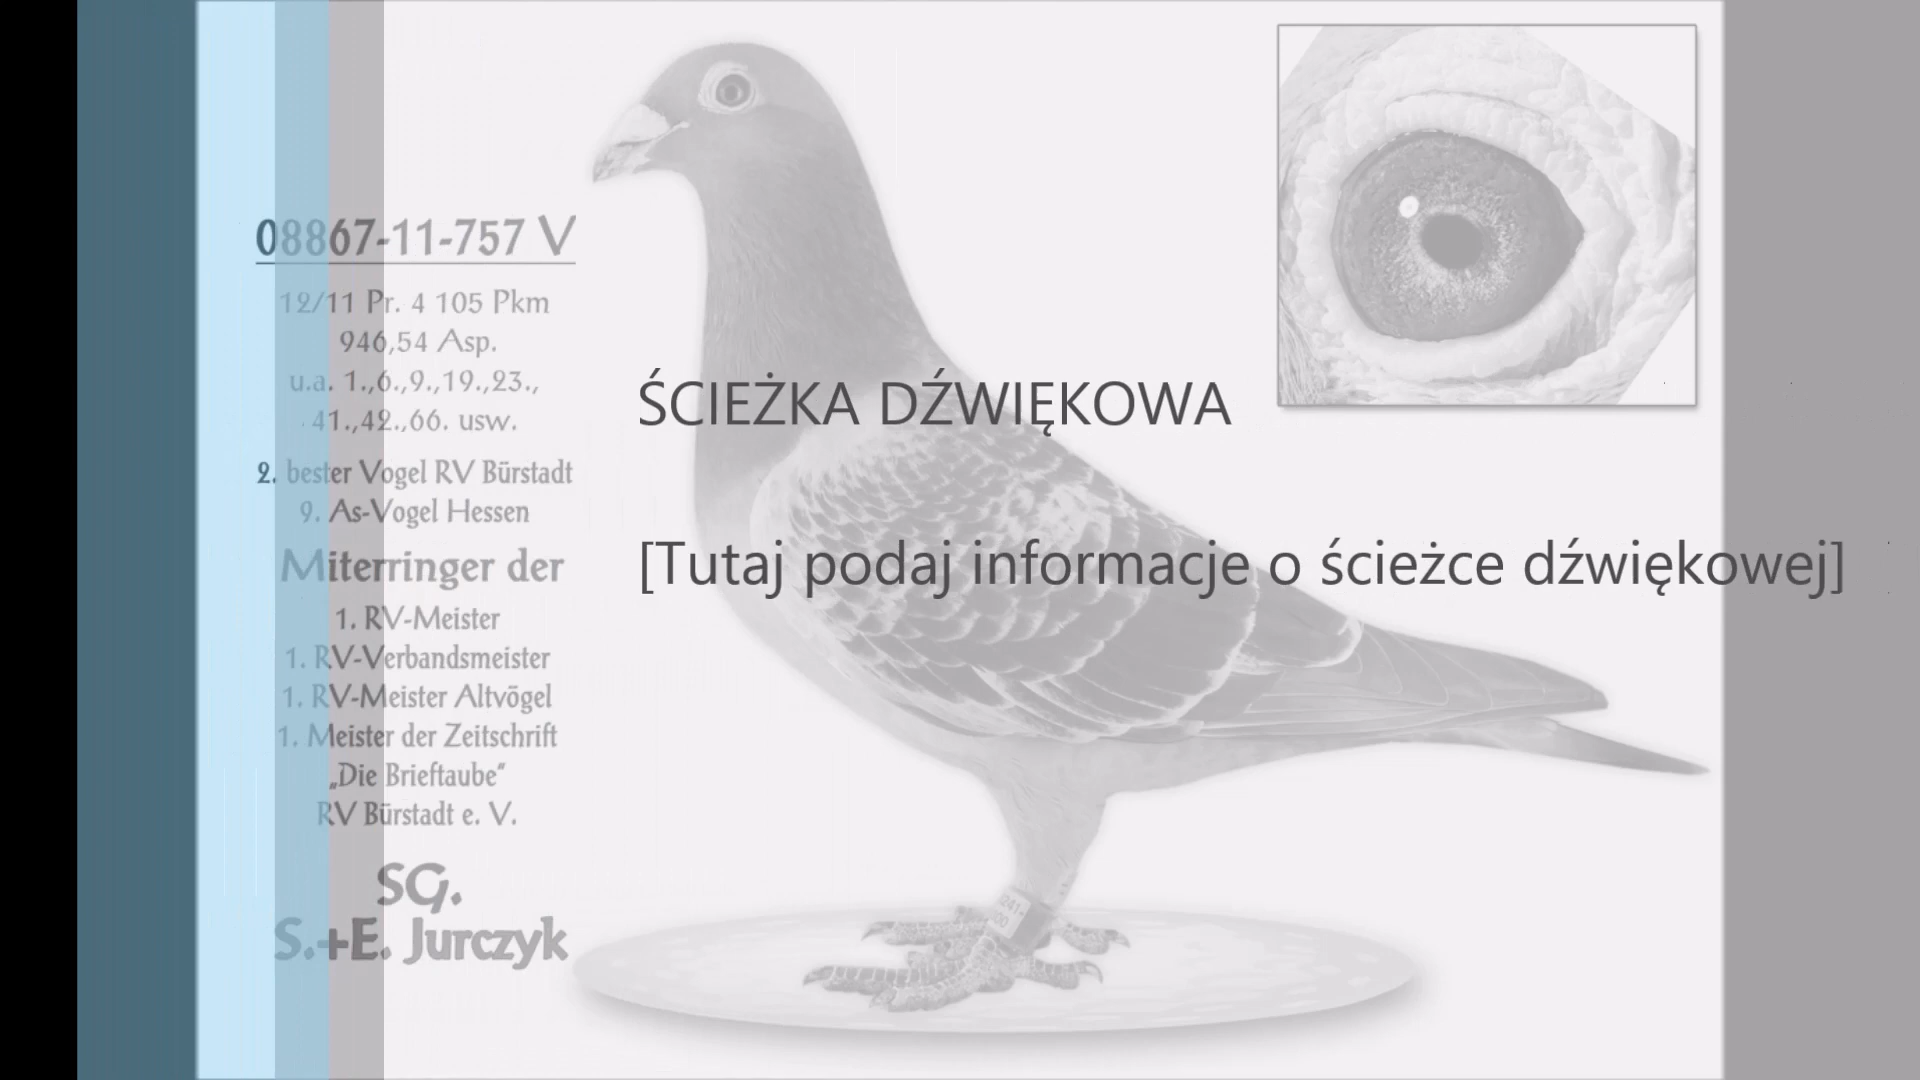 08867-11-757 V
12/11 Pr. 4 105 Pkm
946,54 Asp.
u.a. 1.,6.,9.,19.,23.,
41.,42.,66. usw.
2. bester Vogel RV Bürstadt
9. As-Vogel Hessen
Miterringer der
1. RV-Meister
1. RV-Verbandsmeister
1. RV-Meister Altvögel
1. Meister der Zeitschrift
„Die Brieftaube“
RV Bürstadt e. V.
SG.
S.+E. Jurczyk
ŚCIEŻKA DŹWIĘKOWA
[Tutaj podaj informacje o ścieżce dźwiękowej]